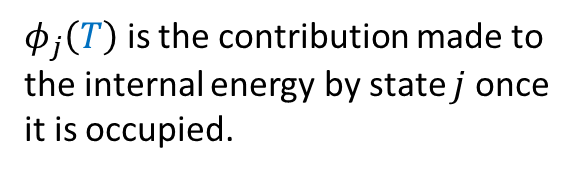 ϕⱼ(T) is the contribution made to
the internal energy by state j once
it is occupied.